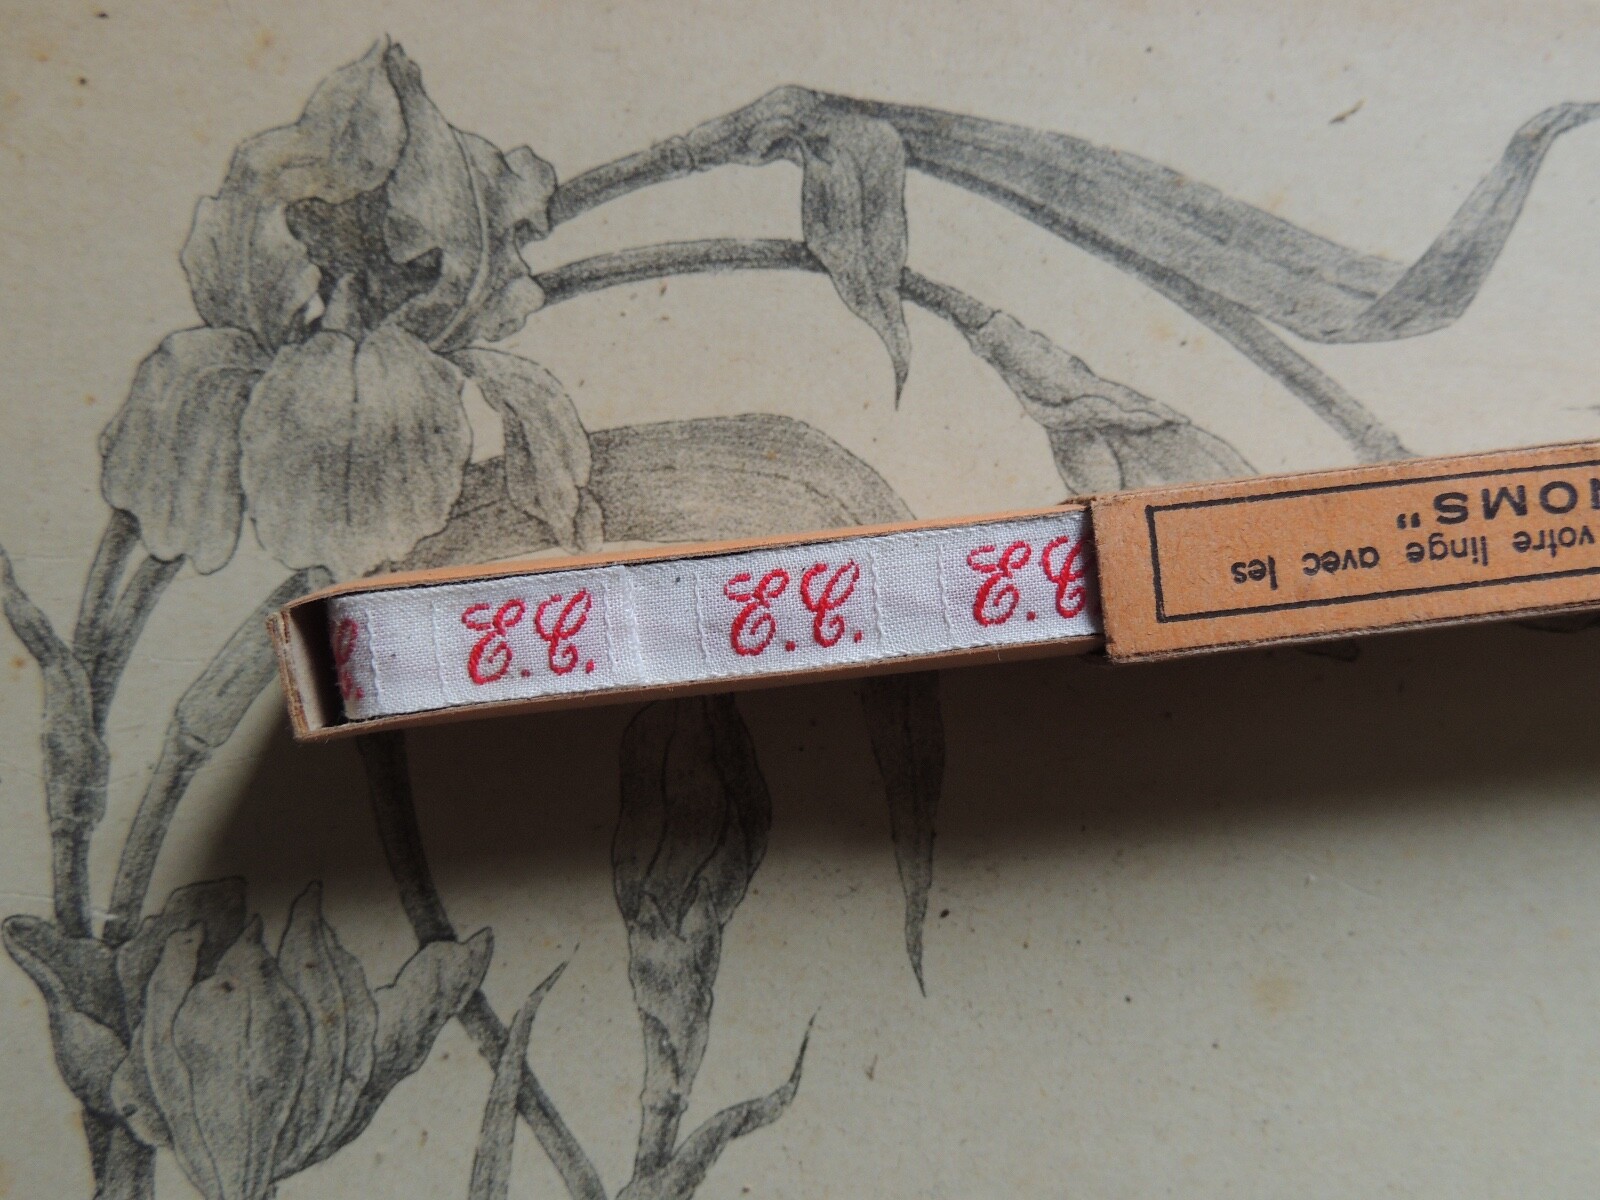 E.C.
E.C.
E.C
votre linge avec les
NOMS"